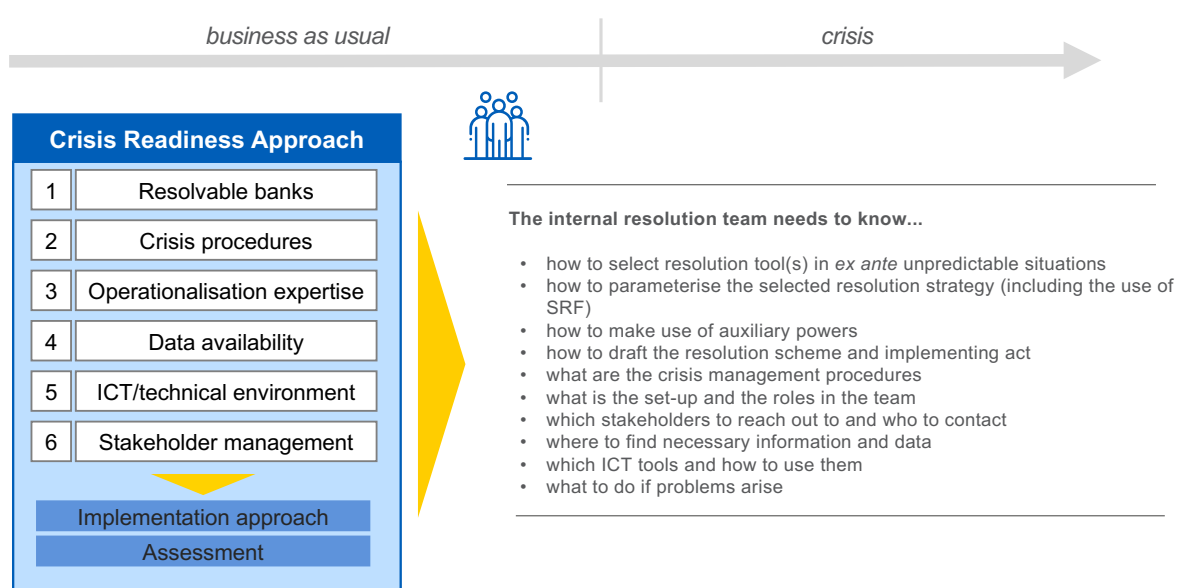 business as usual
crisis
Crisis Readiness Approach
1 Resolvable banks
2 Crisis procedures
3 Operationalisation expertise
4 Data availability
5 ICT/technical environment
6 Stakeholder management
Implementation approach
Assessment
The internal resolution team needs to know...
• how to select resolution tool(s) in ex ante unpredictable situations
• how to parameterise the selected resolution strategy (including the use of
SRF)
• how to make use of auxiliary powers
• how to draft the resolution scheme and implementing act
• what are the crisis management procedures
• what is the set-up and the roles in the team
• which stakeholders to reach out to and who to contact
• where to find necessary information and data
• which ICT tools and how to use them
• what to do if problems arise